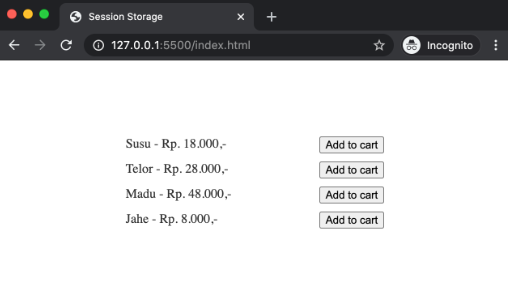 Session Storage
127.0.0.1:5500/index.html
Incognito
Susu - Rp. 18.000,- Add to cart
Telor - Rp. 28.000,- Add to cart
Madu - Rp. 48.000,- Add to cart
Jahe - Rp. 8.000,- Add to cart